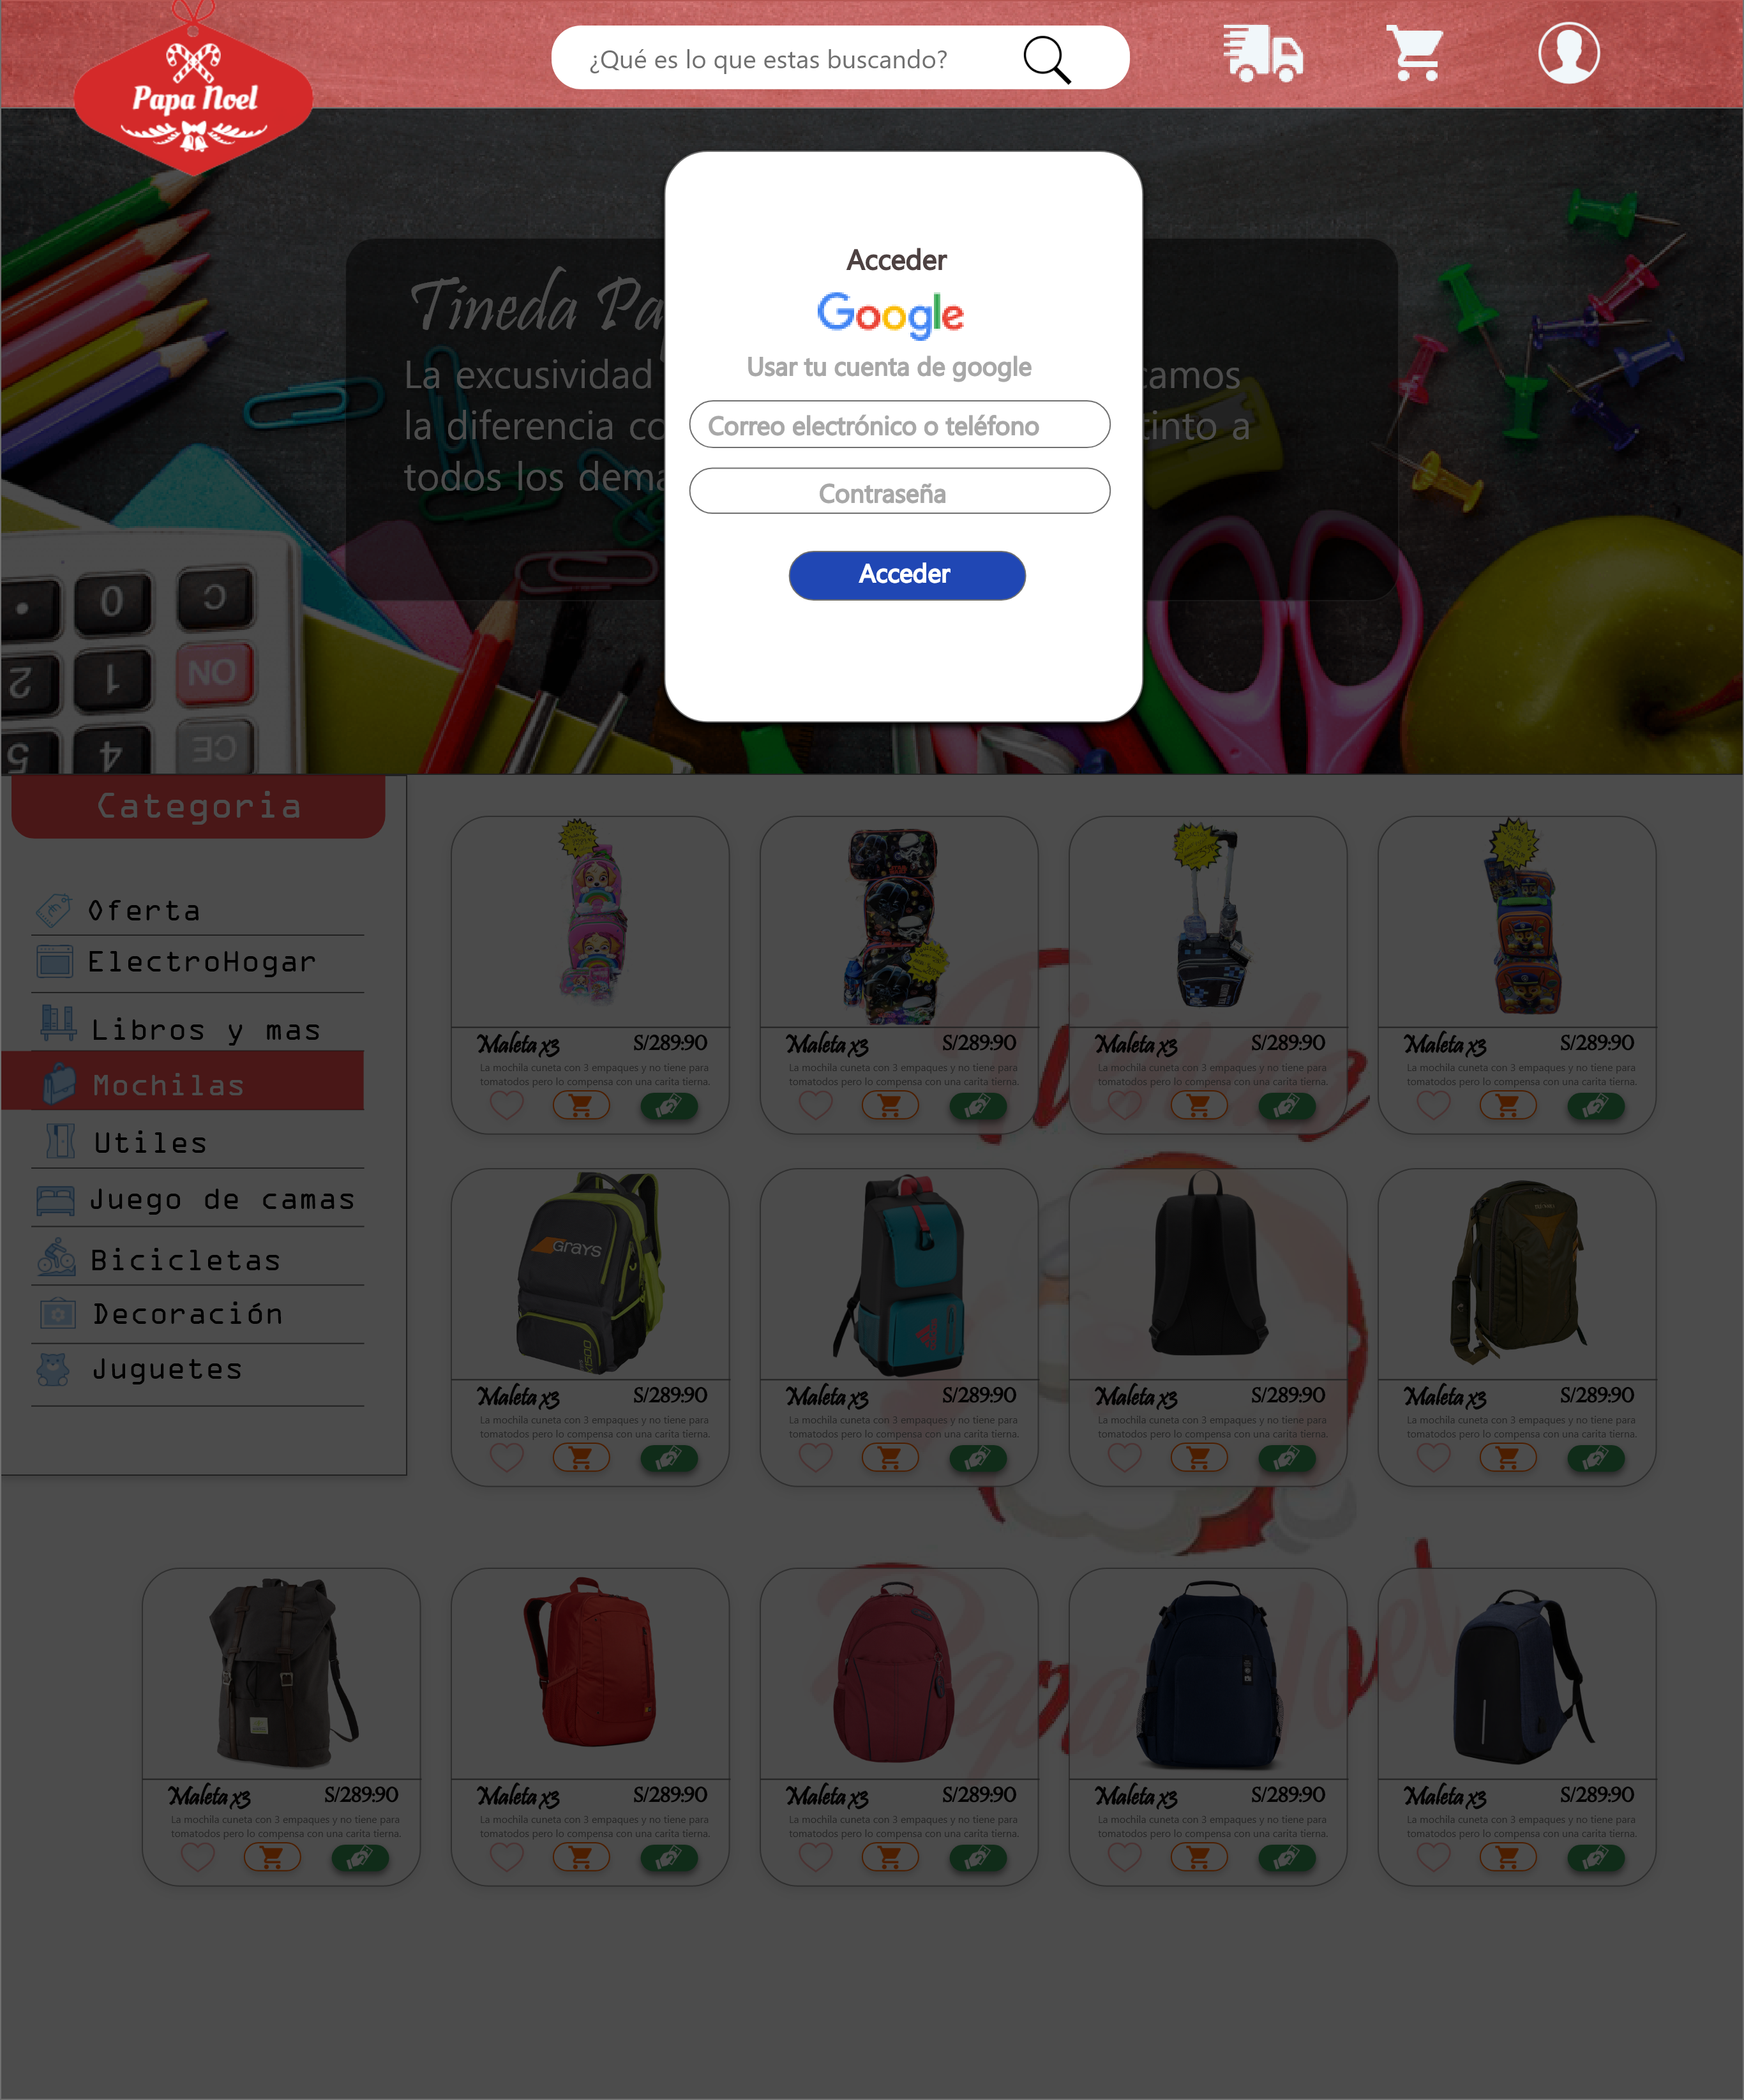 Papa Noel
¿Qué es lo que estas buscando?
Tineda Pa
La excusividad
camos
la diferencia co
tinto a
todos los dema
Acceder
Google
Usar tu cuenta de google
Correo electrónico o teléfono
Contraseña
Acceder
0
C
2
1
ON
5
4
CE
Categoria
Oferta
ElectroHogar
Libros y mas
Mochilas
Utiles
Juego de camas
Bicicletas
Decoración
Juguetes
Tienda
Papa Noel
Maleta x3 S/289.90
La mochila cuneta con 3 empaques y no tiene para
tomatodos pero lo compensa con una carita tierna.
Maleta x3 S/289.90
La mochila cuneta con 3 empaques y no tiene para
tomatodos pero lo compensa con una carita tierna.
Maleta x3 S/289.90
La mochila cuneta con 3 empaques y no tiene para
tomatodos pero lo compensa con una carita tierna.
Maleta x3 S/289.90
La mochila cuneta con 3 empaques y no tiene para
tomatodos pero lo compensa con una carita tierna.
GRAYS
Maleta x3 S/289.90
La mochila cuneta con 3 empaques y no tiene para
tomatodos pero lo compensa con una carita tierna.
Maleta x3 S/289.90
La mochila cuneta con 3 empaques y no tiene para
tomatodos pero lo compensa con una carita tierna.
Maleta x3 S/289.90
La mochila cuneta con 3 empaques y no tiene para
tomatodos pero lo compensa con una carita tierna.
Maleta x3 S/289.90
La mochila cuneta con 3 empaques y no tiene para
tomatodos pero lo compensa con una carita tierna.
Maleta x3 S/289.90
La mochila cuneta con 3 empaques y no tiene para
tomatodos pero lo compensa con una carita tierna.
Maleta x3 S/289.90
La mochila cuneta con 3 empaques y no tiene para
tomatodos pero lo compensa con una carita tierna.
Maleta x3 S/289.90
La mochila cuneta con 3 empaques y no tiene para
tomatodos pero lo compensa con una carita tierna.
Maleta x3 S/289.90
La mochila cuneta con 3 empaques y no tiene para
tomatodos pero lo compensa con una carita tierna.
Maleta x3 S/289.90
La mochila cuneta con 3 empaques y no tiene para
tomatodos pero lo compensa con una carita tierna.